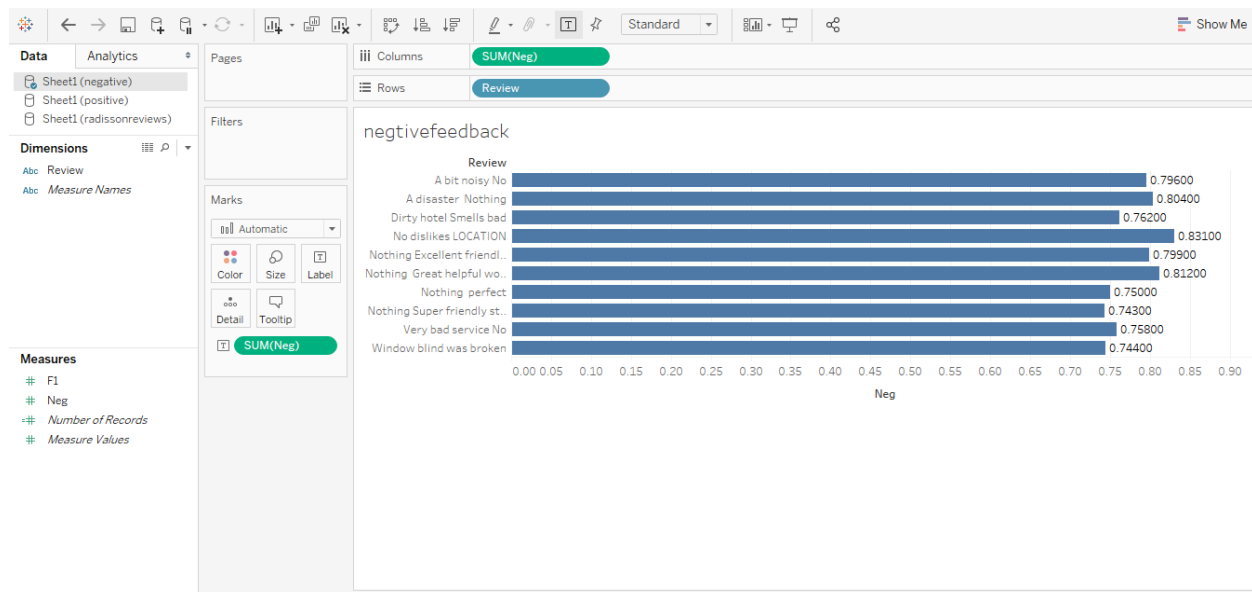 Standard
Show Me
Data Analytics
Sheet1 (negative)
Sheet1 (positive)
Sheet1 (radissonreviews)
Dimensions
Abc Review
Abc Measure Names
Measures
# F1
# Neg
=# Number of Records
# Measure Values
Pages
Filters
Marks
Automatic
Color Size Label
Detail Tooltip
T SUM(Neg)
iii Columns SUM(Neg)
Rows Review
negtivefeedback
Review
A bit noisy No 0.79600
A disaster Nothing 0.80400
Dirty hotel Smells bad 0.76200
No dislikes LOCATION 0.83100
Nothing Excellent friendl.. 0.79900
Nothing Great helpful wo.. 0.81200
Nothing perfect 0.75000
Nothing Super friendly st.. 0.74300
Very bad service No 0.75800
Window blind was broken 0.74400
0.00 0.05 0.10 0.15 0.20 0.25 0.30 0.35 0.40 0.45 0.50 0.55 0.60 0.65 0.70 0.75 0.80 0.85 0.90
Neg